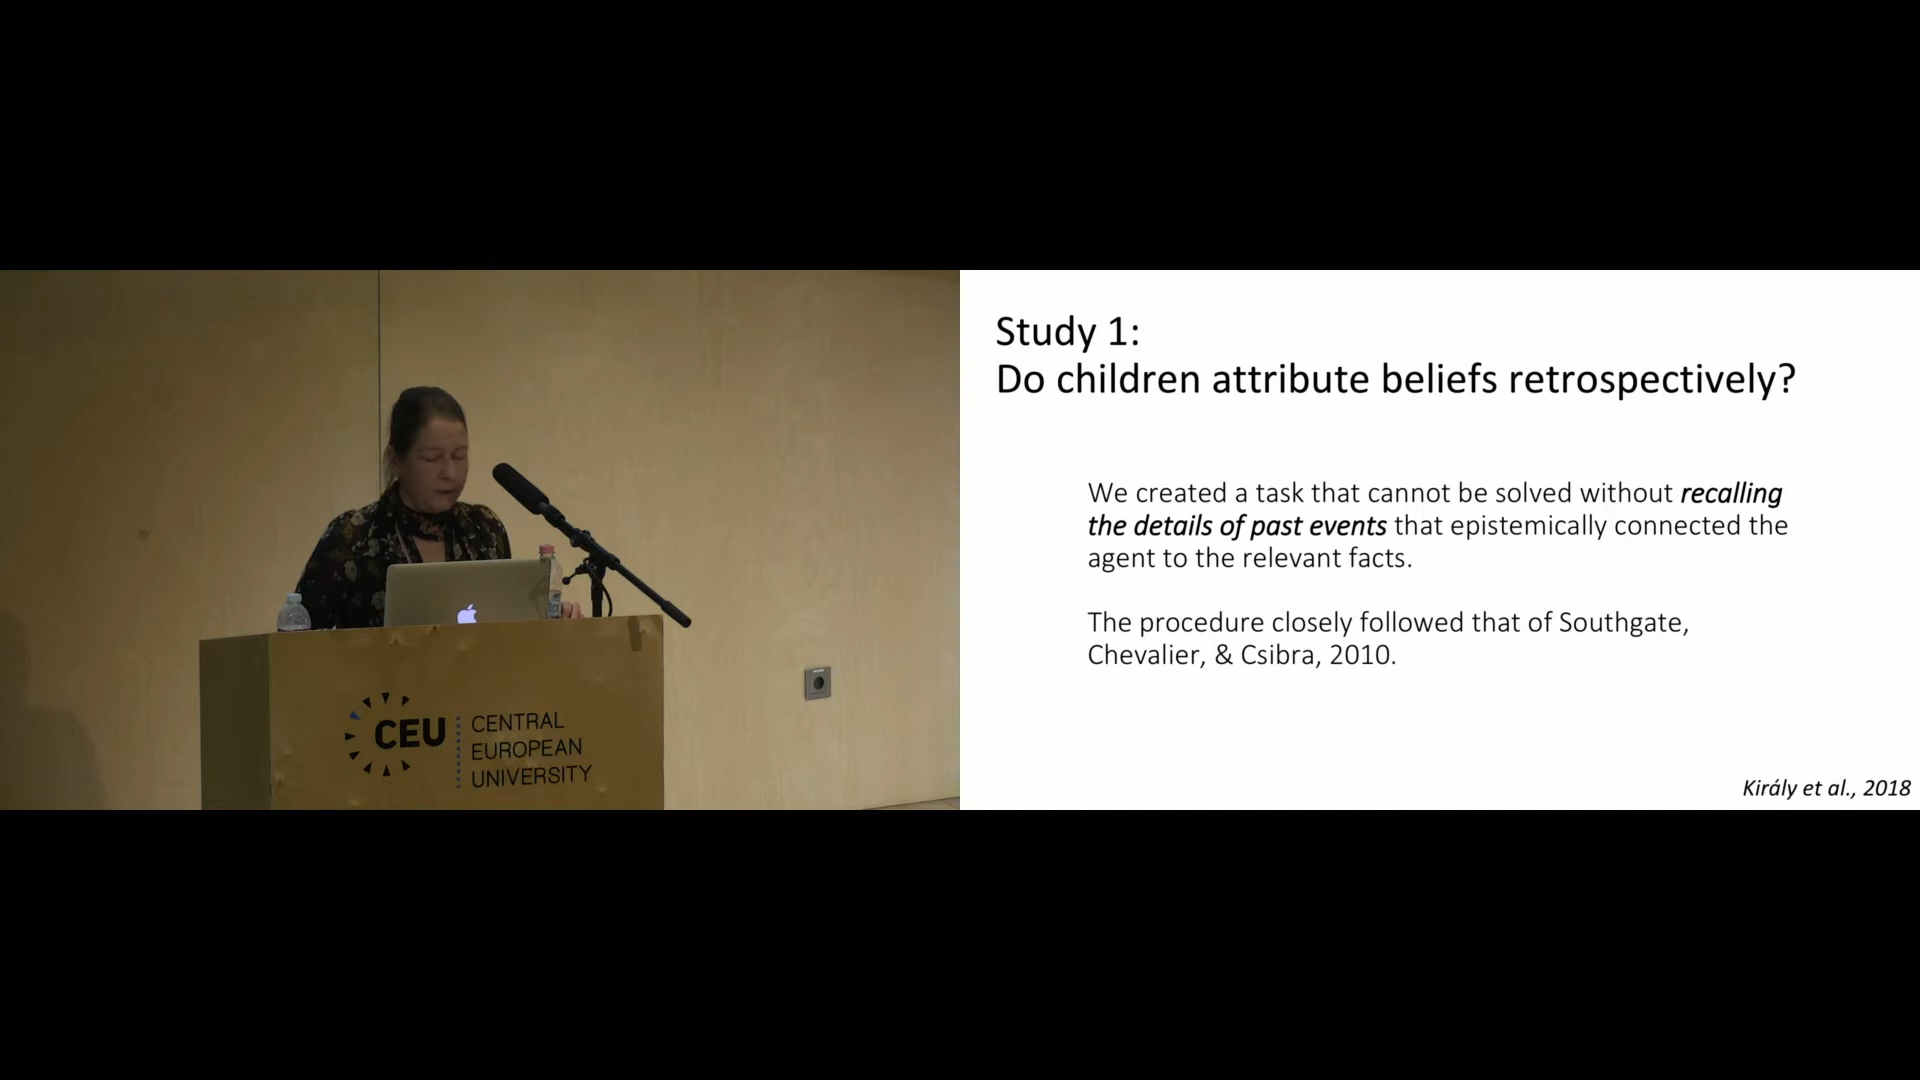 Study 1:
Do children attribute beliefs retrospectively?
We created a task that cannot be solved without recalling
the details of past events that epistemically connected the
agent to the relevant facts.
The procedure closely followed that of Southgate,
Chevalier, & Csibra, 2010.
Király et al., 2018
CEU
CENTRAL
EUROPEAN
UNIVERSITY